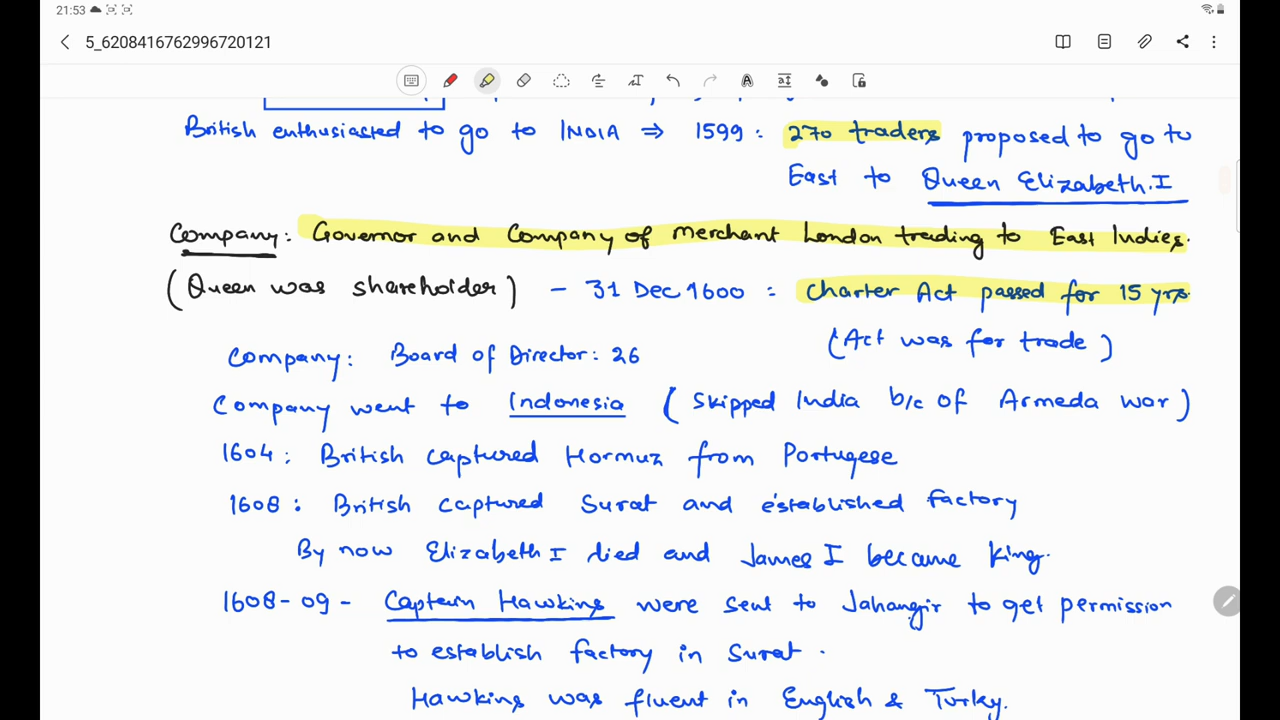 21:53
5_6208416762996720121
British enthusiasted to go to INDIA ⇒ 1599: 270 traders proposed to go to
East to Queen Elizabeth.I
Company: Governor and Company of merchant London trading to East Indies.
(Queen was shareholder) - 31 Dec 1600 = Charter Act passed for 15 yrs
(Act was for trade)
Company: Board of Director: 26
Company went to Indonesia (Skipped India b/c of Armeda war)
1604: British captured Hormuz from Portugese
1608: British captured Surat and established factory
By now Elizabeth I died and James I became King.
1608-09 - Captain Hawkins were sent to Jahangir to get permission
to establish factory in Surat.
Hawkins was fluent in English & Turky.